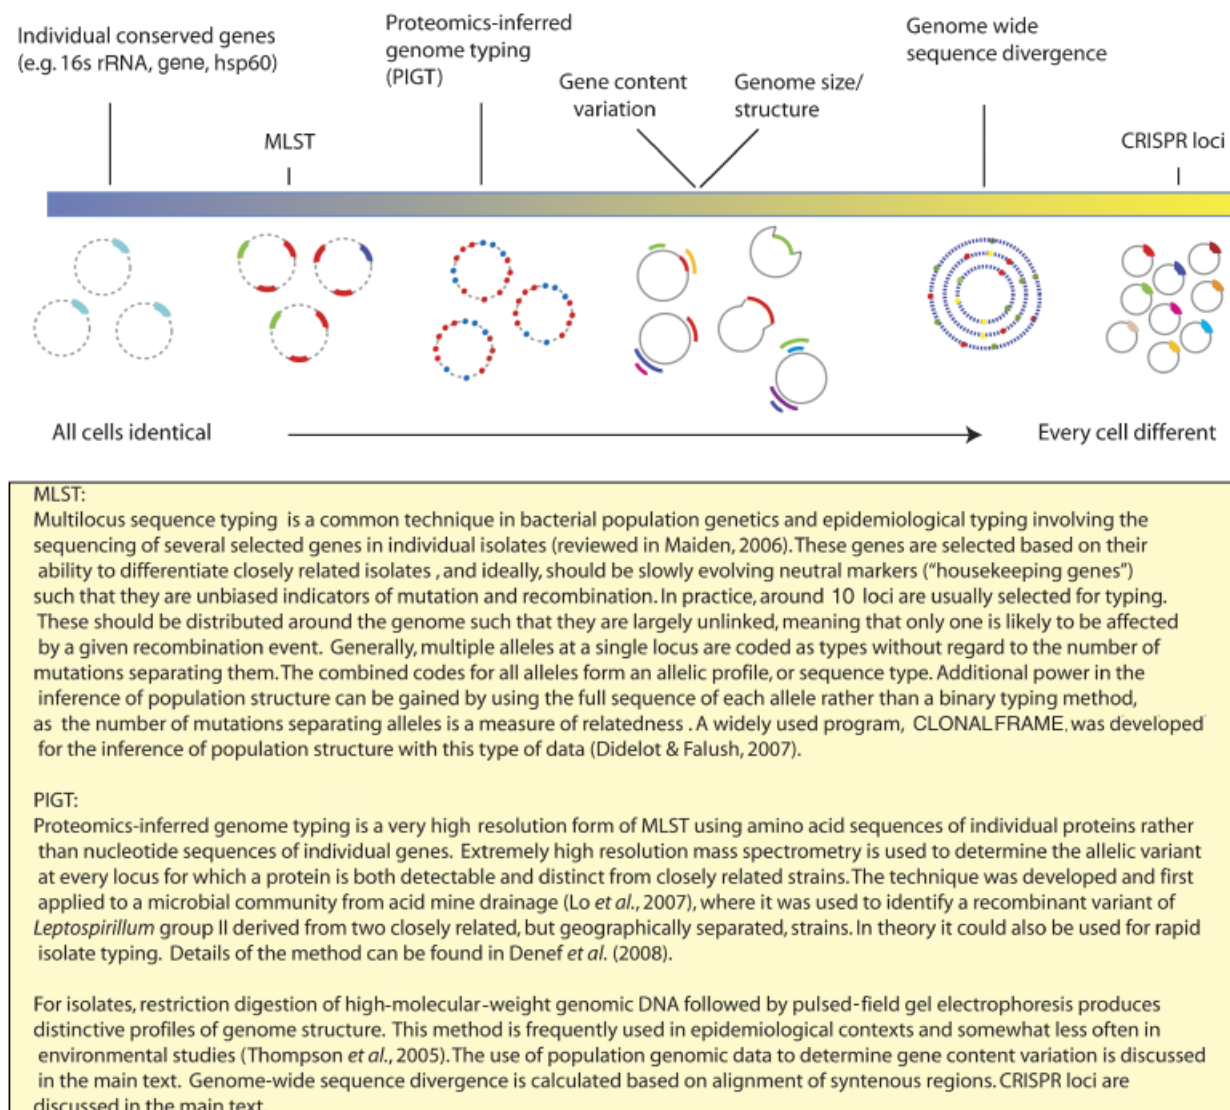 Individual conserved genes
(e.g. 16s rRNA, gene, hsp60)
MLST
Proteomics-inferred
genome typing
(PIGT)
Gene content
variation
Genome size/
structure
Genome wide
sequence divergence
CRISPR loci
All cells identical
Every cell different
MLST:
Multilocus sequence typing is a common technique in bacterial population genetics and epidemiological typing involving the
sequencing of several selected genes in individual isolates (reviewed in Maiden, 2006). These genes are selected based on their
ability to differentiate closely related isolates , and ideally, should be slowly evolving neutral markers (“housekeeping genes”)
such that they are unbiased indicators of mutation and recombination. In practice, around 10 loci are usually selected for typing.
These should be distributed around the genome such that they are largely unlinked, meaning that only one is likely to be affected
by a given recombination event. Generally, multiple alleles at a single locus are coded as types without regard to the number of
mutations separating them. The combined codes for all alleles form an allelic profile, or sequence type. Additional power in the
inference of population structure can be gained by using the full sequence of each allele rather than a binary typing method,
as the number of mutations separating alleles is a measure of relatedness . A widely used program, CLONALFRAME, was developed
for the inference of population structure with this type of data (Didelot & Falush, 2007).
PIGT:
Proteomics-inferred genome typing is a very high resolution form of MLST using amino acid sequences of individual proteins rather
than nucleotide sequences of individual genes. Extremely high resolution mass spectrometry is used to determine the allelic variant
at every locus for which a protein is both detectable and distinct from closely related strains. The technique was developed and first
applied to a microbial community from acid mine drainage (Lo et al., 2007), where it was used to identify a recombinant variant of
Leptospirillum group II derived from two closely related, but geographically separated, strains. In theory it could also be used for rapid
isolate typing. Details of the method can be found in Denef et al. (2008).
For isolates, restriction digestion of high-molecular-weight genomic DNA followed by pulsed-field gel electrophoresis produces
distinctive profiles of genome structure. This method is frequently used in epidemiological contexts and somewhat less often in
environmental studies (Thompson et al., 2005). The use of population genomic data to determine gene content variation is discussed
in the main text. Genome-wide sequence divergence is calculated based on alignment of syntenous regions. CRISPR loci are
discussed in the main text.